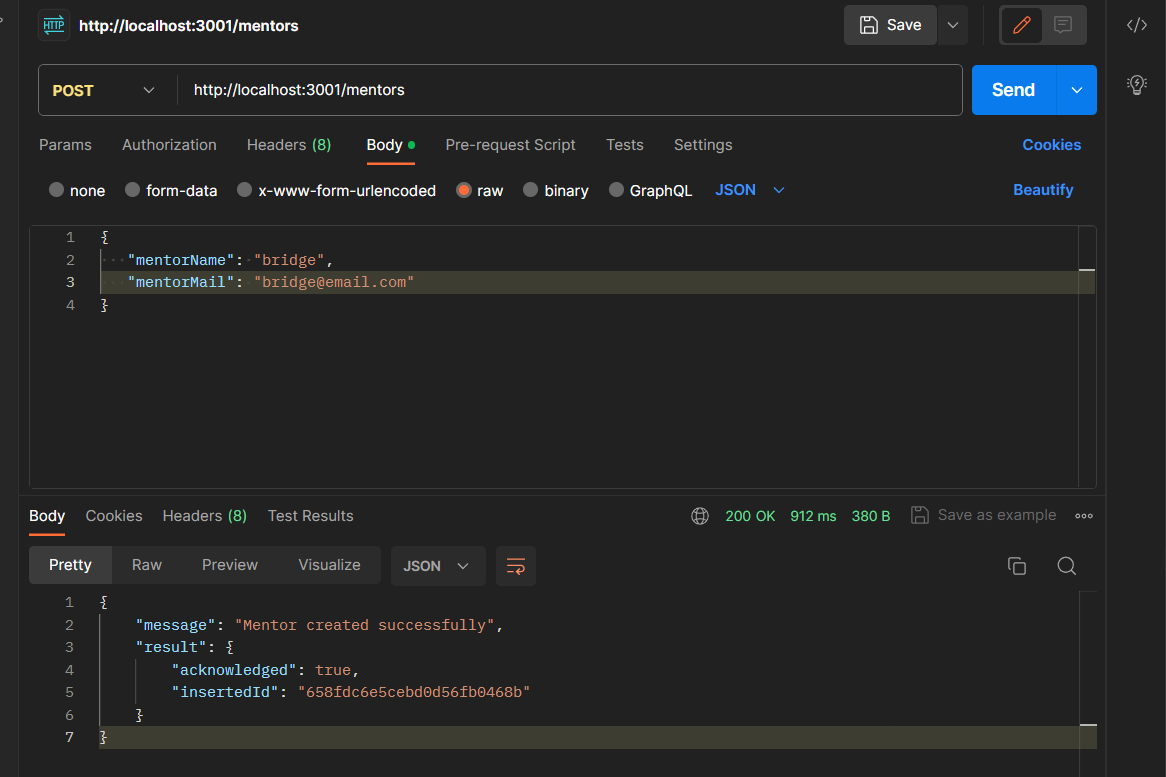 HTTP http://localhost:3001/mentors Save
POST http://localhost:3001/mentors Send
Params Authorization Headers (8) Body Pre-request Script Tests Settings Cookies
none form-data x-www-form-urlencoded raw binary GraphQL JSON Beautify
1 {
2 "mentorName": "bridge",
3 "mentorMail": "bridge@email.com"
4 }
Body Cookies Headers (8) Test Results 200 OK 912 ms 380 B Save as example
Pretty Raw Preview Visualize JSON
1 {
2 "message": "Mentor created successfully",
3 "result": {
4 "acknowledged": true,
5 "insertedId": "658fdc6e5cebd0d56fb0468b"
6 }
7 }